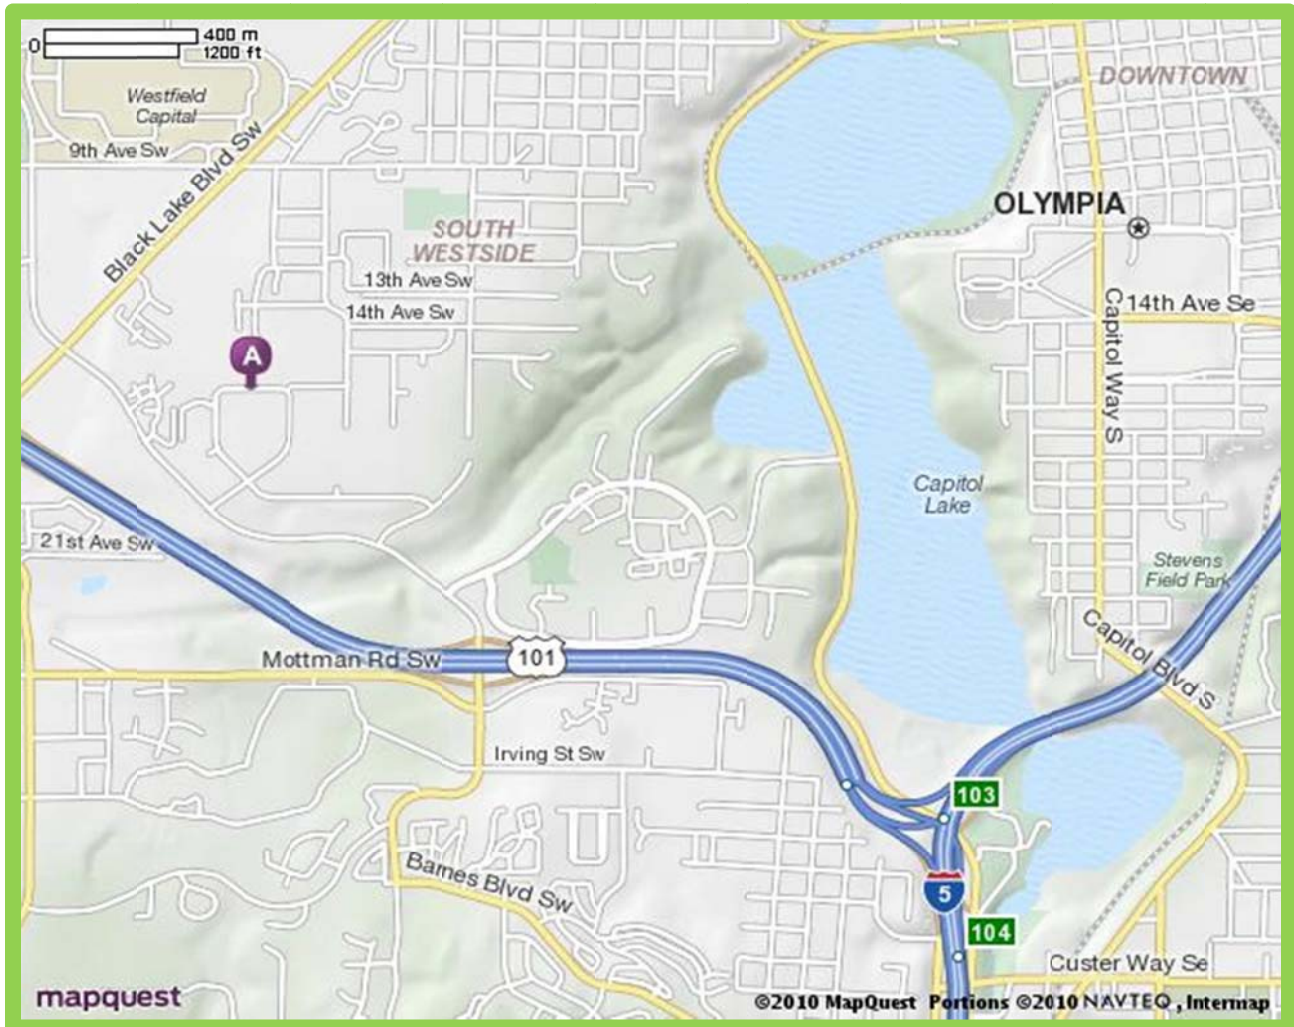 400 m
0
1200 ft
DOWNTOWN
Westfield
Capital
9th Ave Sw
Black Lake Blvd Sw
OLYMPIA
SOUTH
WESTSIDE
13th Ave Sw
14th Ave Sw
14th Ave Se
Capitol Way S
A
Capitol
Lake
21st Ave Sw
Stevens
Field Park
Capitol Blvd S
Mottman Rd Sw
101
Irving St Sw
103
Barnes Blvd Sw
5
104
Custer Way Se
mapquest
©2010 MapQuest Portions ©2010 NAVTEQ , Intermap